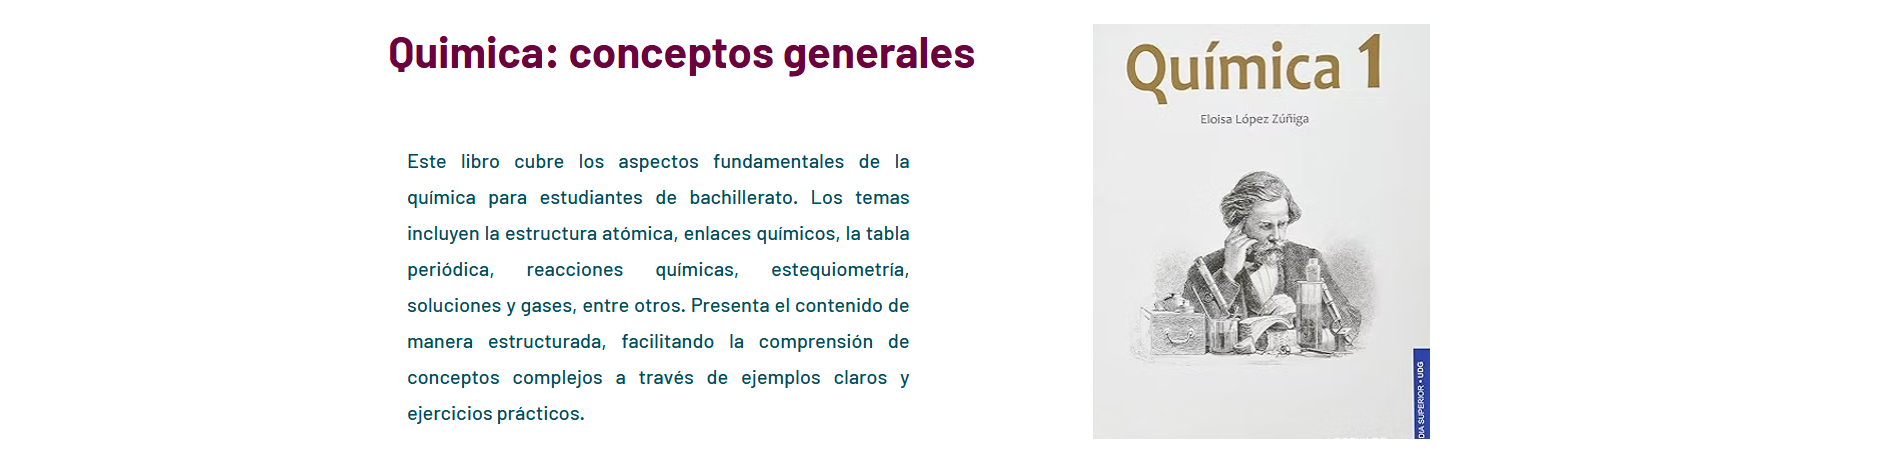 Quimica: conceptos generales
Este libro cubre los aspectos fundamentales de la
química para estudiantes de bachillerato. Los temas
incluyen la estructura atómica, enlaces químicos, la tabla
periódica, reacciones químicas, estequiometría,
soluciones y gases, entre otros. Presenta el contenido de
manera estructurada, facilitando la comprensión de
conceptos complejos a través de ejemplos claros y
ejercicios prácticos.
Química 1
Eloisa López Zúñiga
DIA SUPERIOR • UDG